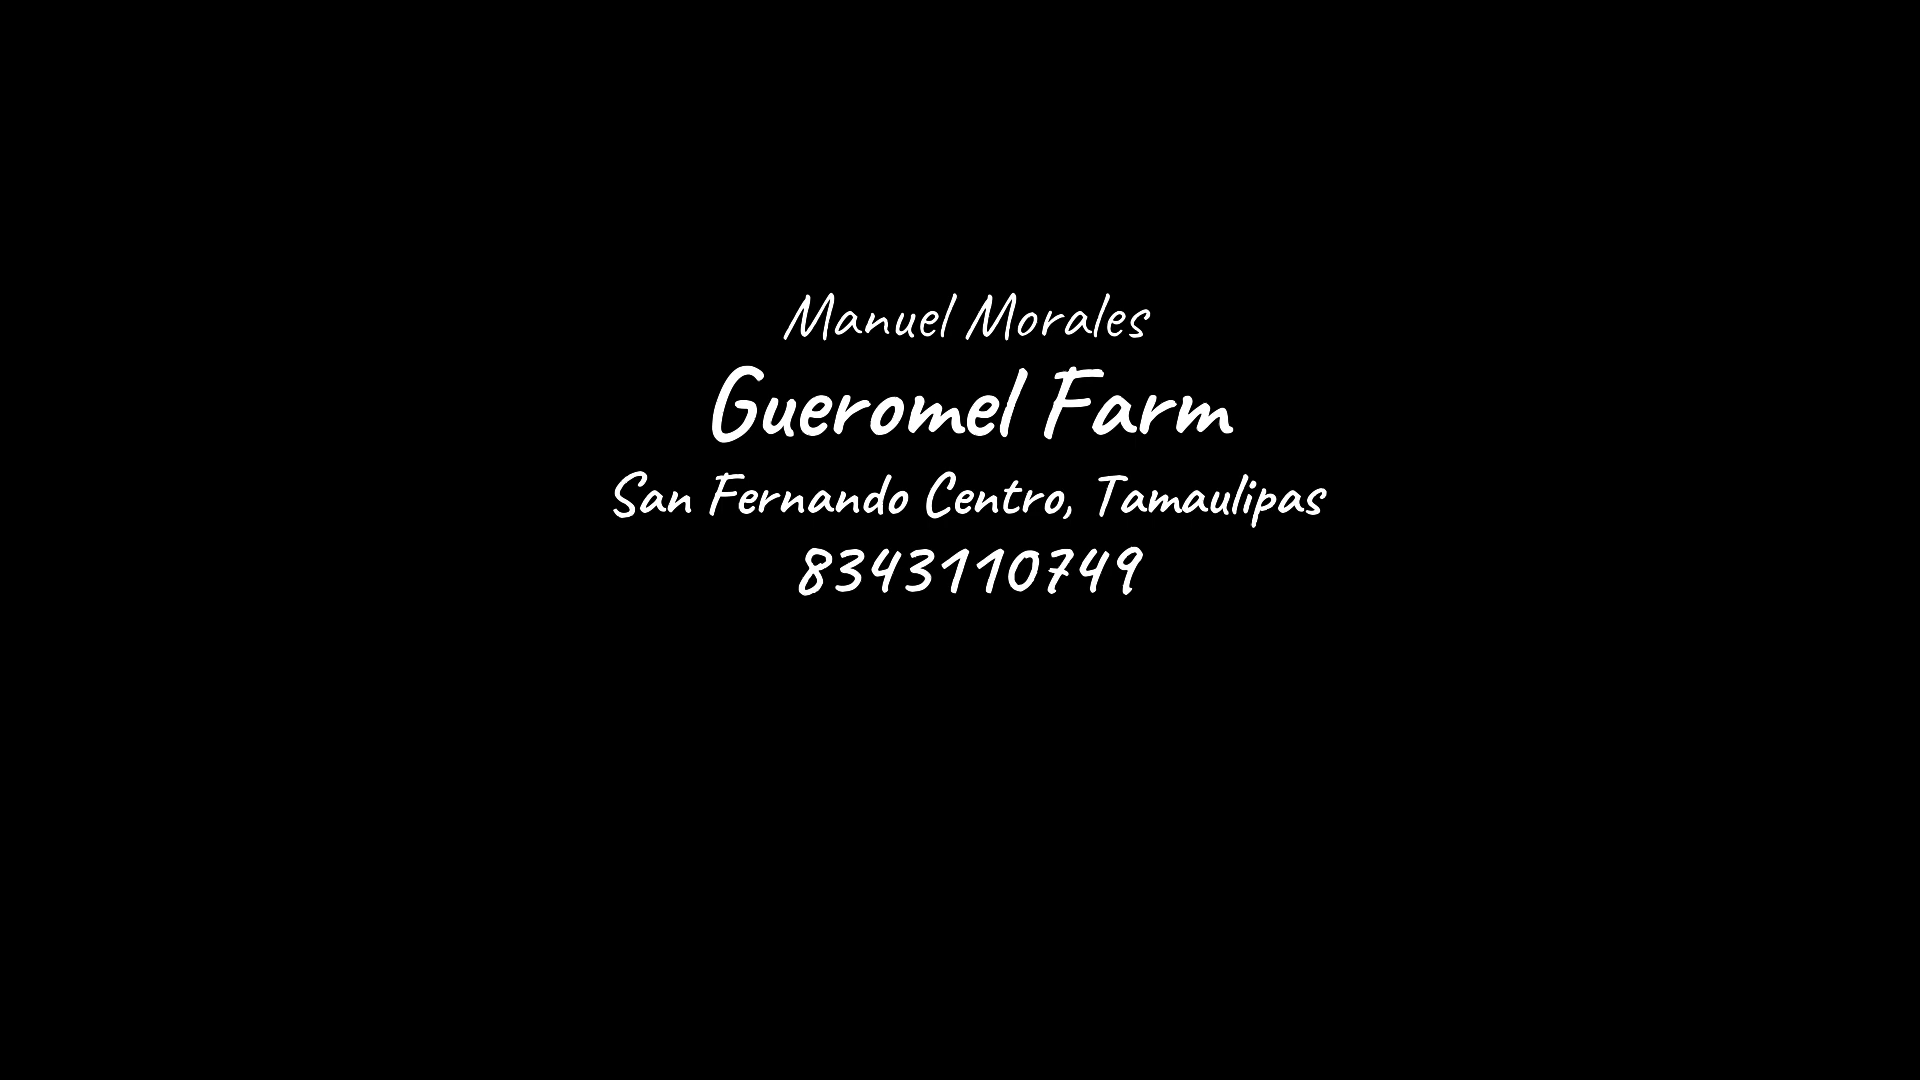 Manuel Morales
Gueromel Farm
San Fernando Centro, Tamaulipas
8343110749